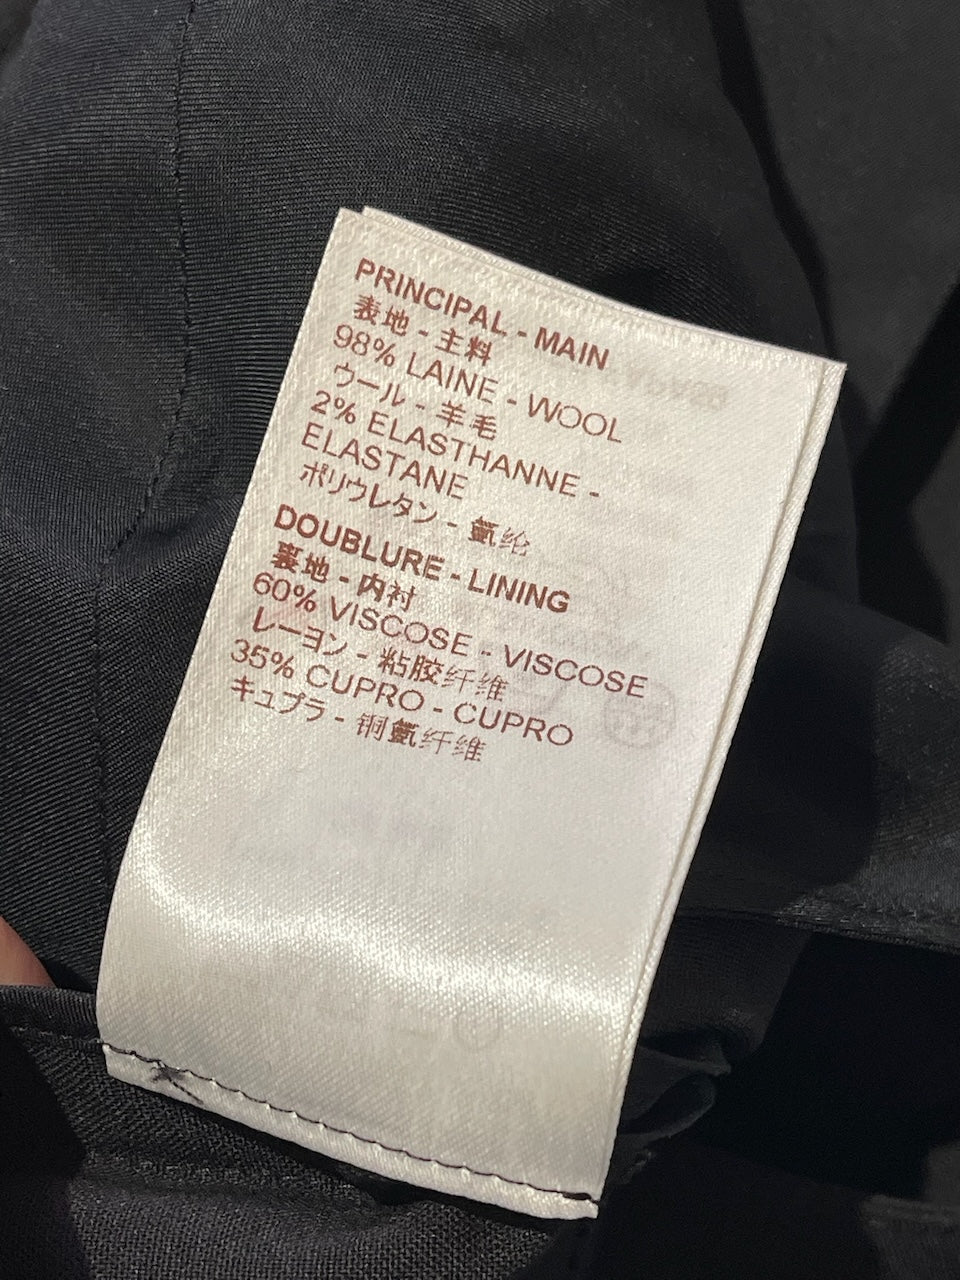 PRINCIPAL - MAIN
表地 - 主料
98% LAINE - WOOL
ウール - 羊毛
2% ELASTHANNE -
ELASTANE
ポリウレタン - 氨纶
DOUBLURE - LINING
裏地 - 内衬
60% VISCOSE - VISCOSE
レーヨン - 粘胶纤维
35% CUPRO - CUPRO
キュプラ - 铜氨纤维